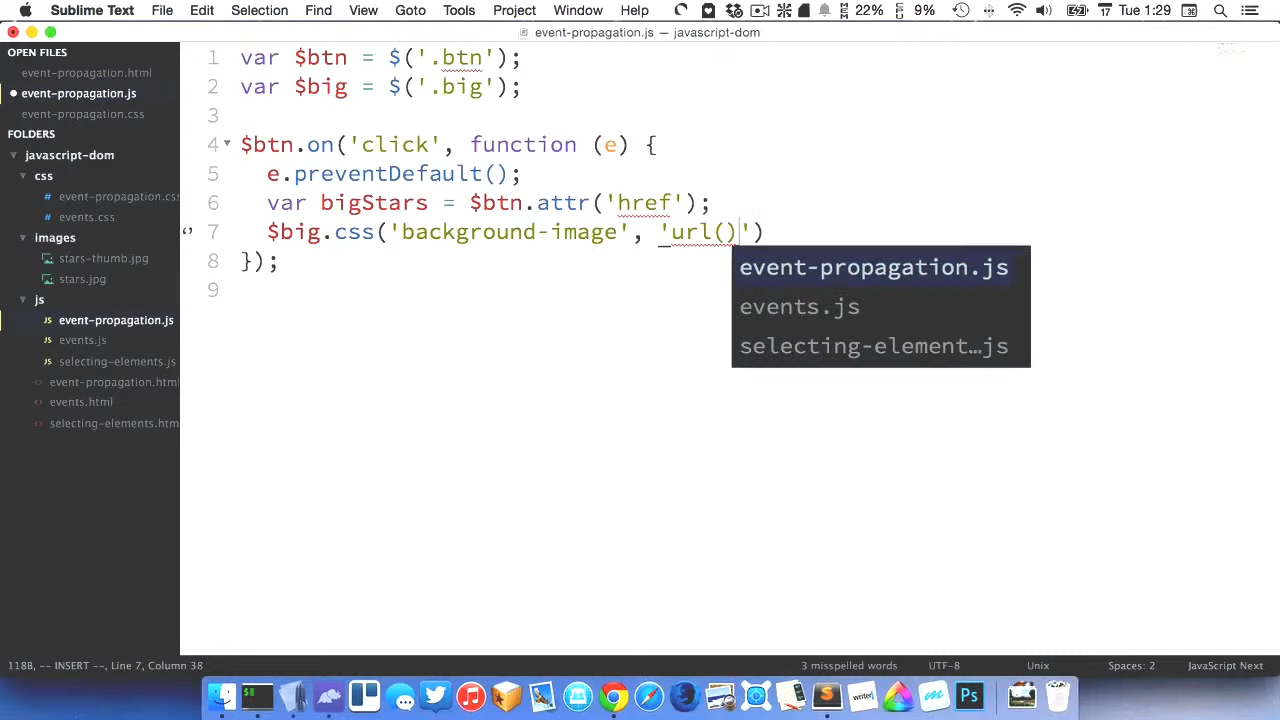 Sublime Text File Edit Selection Find View Goto Tools Project Window Help 22% 9% 17 Tue 1:29
event-propagation.js — javascript-dom
OPEN FILES
event-propagation.html
event-propagation.js
event-propagation.css
FOLDERS
javascript-dom
css
# event-propagation.cs
# events.css
images
stars-thumb.jpg
stars.jpg
js
JS event-propagation.js
JS events.js
JS selecting-elements.js
event-propagation.html
events.html
selecting-elements.htm
1 var $btn = $('.btn');
2 var $big = $('.big');
3
4 $btn.on('click', function (e) {
5 e.preventDefault();
6 var bigStars = $btn.attr('href');
7 $big.css('background-image', 'url()')
8 });
9
event-propagation.js
events.js
selecting-element…js
118B, -- INSERT --, Line 7, Column 38 3 misspelled words UTF-8 Unix Spaces: 2 JavaScript Next